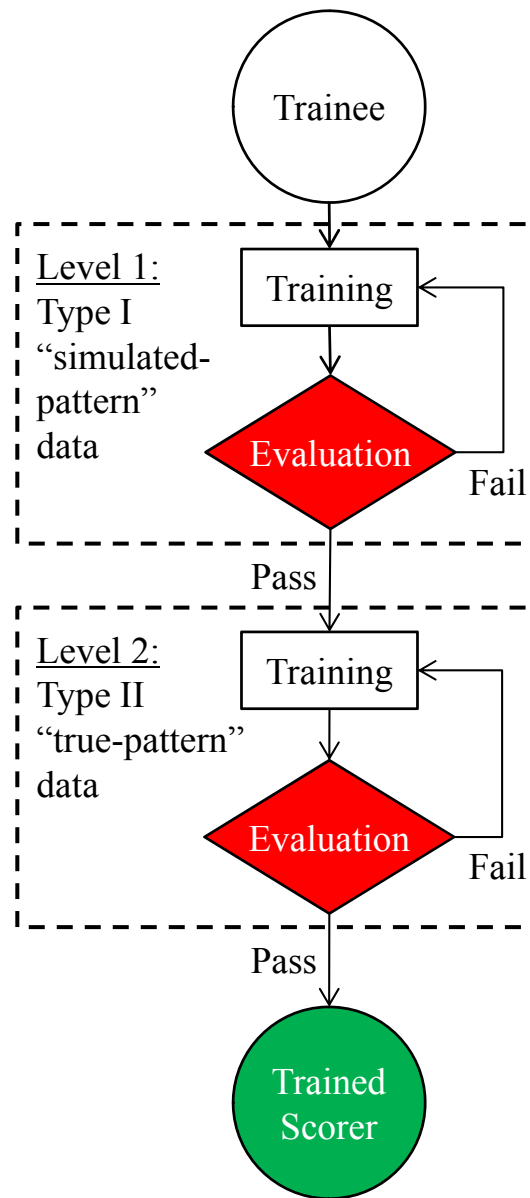 Trainee
Level 1:
Type I
“simulated-
pattern”
data
Training
Evaluation
Fail
Pass
Level 2:
Type II
“true-pattern”
data
Training
Evaluation
Fail
Pass
Trained
Scorer